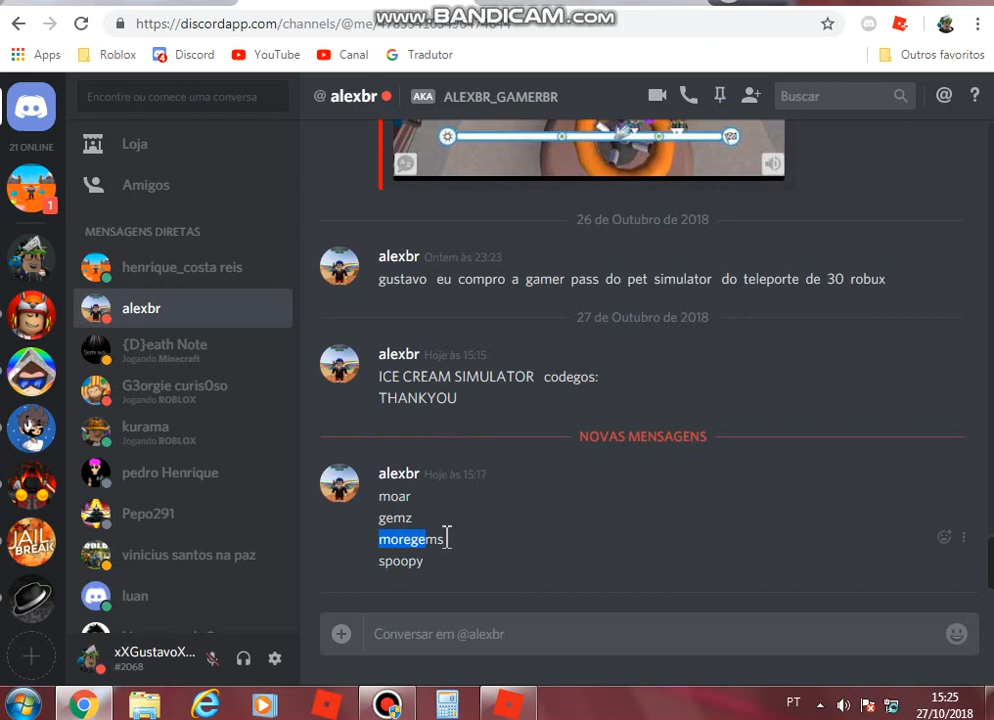 www.BANDICAM.com
https://discordapp.com/channels/@me/
Apps Roblox Discord YouTube Canal Tradutor Outros favoritos
Encontre ou comece uma conversa
@ alexbr AKA ALEXBR_GAMERBR Buscar @ ?
21 ONLINE
1
Loja
Amigos
MENSAGENS DIRETAS
henrique_costa reis
alexbr
{D}eath Note
Jogando Minecraft
G3orgie curis0so
Jogando ROBLOX
kurama
Jogando ROBLOX
pedro Henrique
Pepo291
vinicius santos na paz
luan
xXGustavoX...
#2068
JAIL
BREAK
26 de Outubro de 2018
alexbr Ontem às 23:23
gustavo eu compro a gamer pass do pet simulator do teleporte de 30 robux
27 de Outubro de 2018
alexbr Hoje às 15:15
ICE CREAM SIMULATOR codegos:
THANKYOU
NOVAS MENSAGENS
alexbr Hoje às 15:17
moar
gemz
moregems
spoopy
Conversar em @alexbr
PT
15:25
27/10/2018